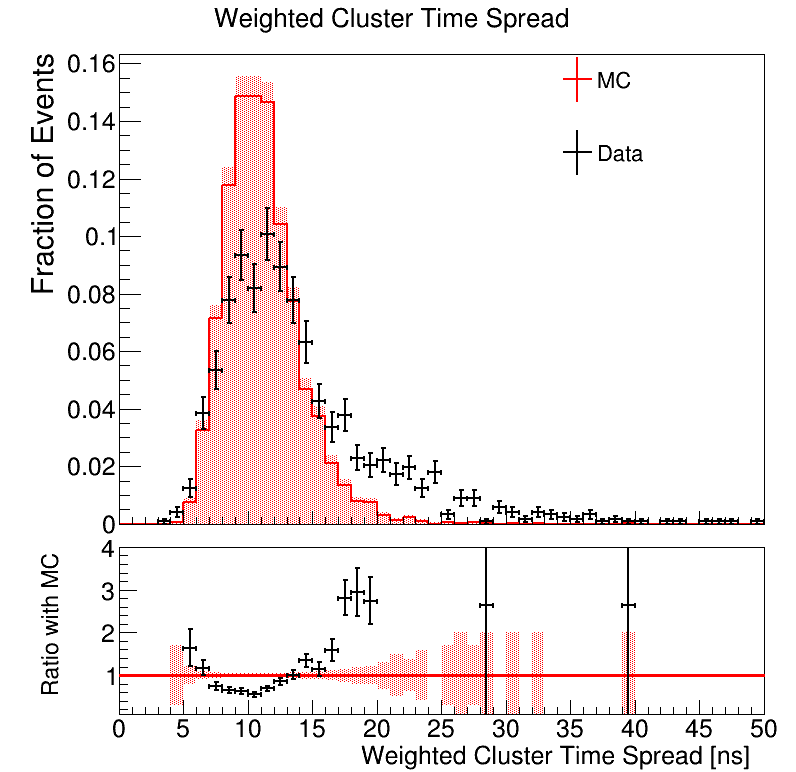 Weighted Cluster Time Spread
Fraction of Events
0.16
0.14
0.12
0.1
0.08
0.06
0.04
0.02
0
MC
Data
Ratio with MC
4
3
2
1
0 5 10 15 20 25 30 35 40 45 50
Weighted Cluster Time Spread [ns]